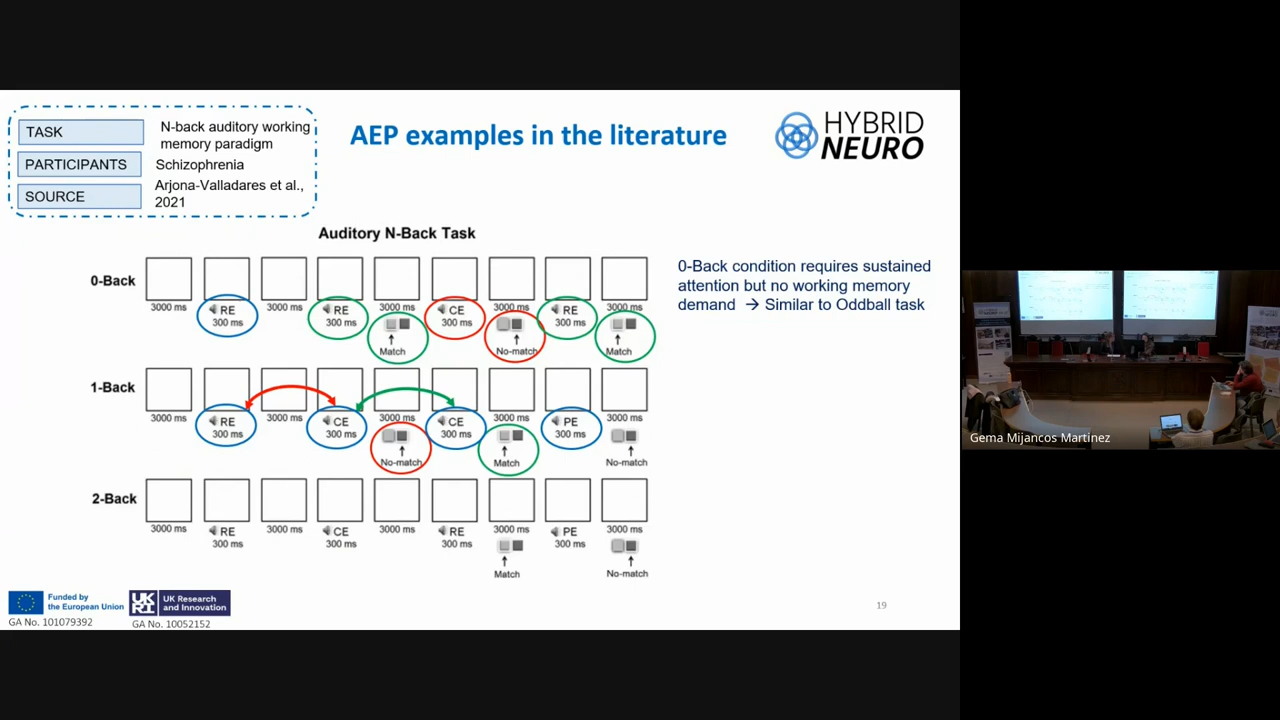 TASK
N-back auditory working
memory paradigm
PARTICIPANTS
Schizophrenia
SOURCE
Arjona-Valladares et al.,
2021
AEP examples in the literature
HYBRID
NEURO
Auditory N-Back Task
0-Back
3000 ms RE 3000 ms RE 3000 ms CE 3000 ms RE 3000 ms
300 ms 300 ms 300 ms 300 ms
Match No-match Match
0-Back condition requires sustained
attention but no working memory
demand → Similar to Oddball task
1-Back
3000 ms RE 3000 ms CE 3000 ms CE 3000 ms PE 3000 ms
300 ms 300 ms 300 ms 300 ms
No-match Match No-match
2-Back
3000 ms RE 3000 ms CE 3000 ms RE 3000 ms PE 3000 ms
300 ms 300 ms 300 ms 300 ms
Match No-match
Funded by
the European Union
GA No. 101079392
UK
RI
UK Research
and Innovation
GA No. 10052152
19
Gema Mijancos Martinez